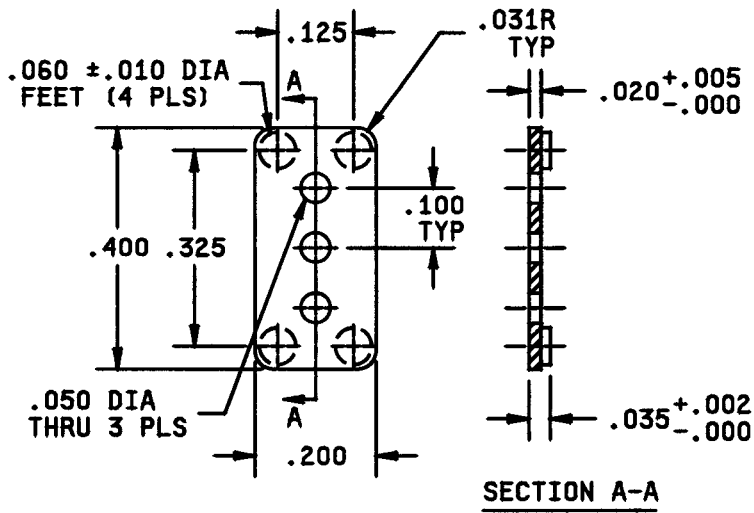 .125
.031R
TYP
.060 ±.010 DIA
FEET (4 PLS)
A
.020 +.005
-.000
.400
.325
.100
TYP
.050 DIA
THRU 3 PLS
A
.200
.035 +.002
-.000
SECTION A-A